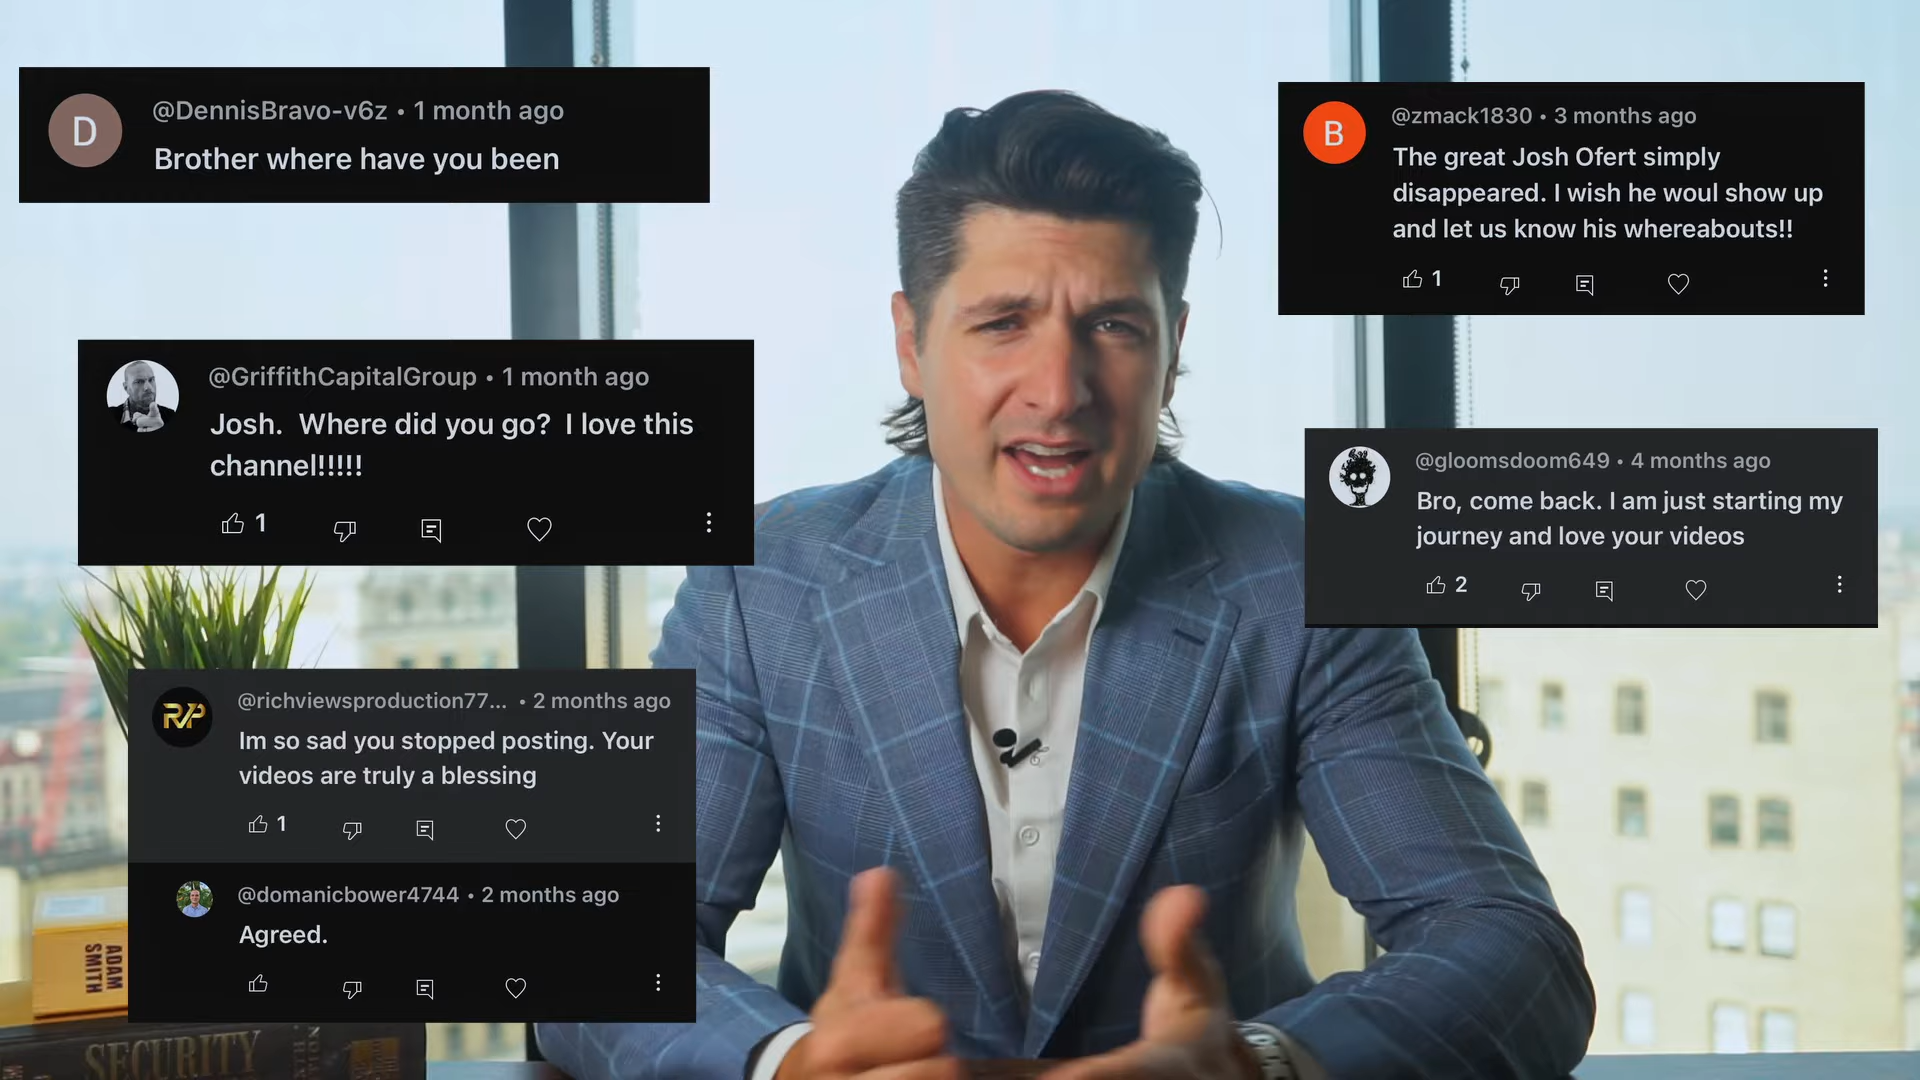 D
@DennisBravo-v6z • 1 month ago
Brother where have you been
@GriffithCapitalGroup • 1 month ago
Josh. Where did you go? I love this
channel!!!!!
1
RVP
@richviewsproduction77... • 2 months ago
Im so sad you stopped posting. Your
videos are truly a blessing
1
@domanicbower4744 • 2 months ago
Agreed.
B
@zmack1830 • 3 months ago
The great Josh Ofert simply
disappeared. I wish he woul show up
and let us know his whereabouts!!
1
@gloomsdoom649 • 4 months ago
Bro, come back. I am just starting my
journey and love your videos
2
ADAM
SMITH
SECURITY